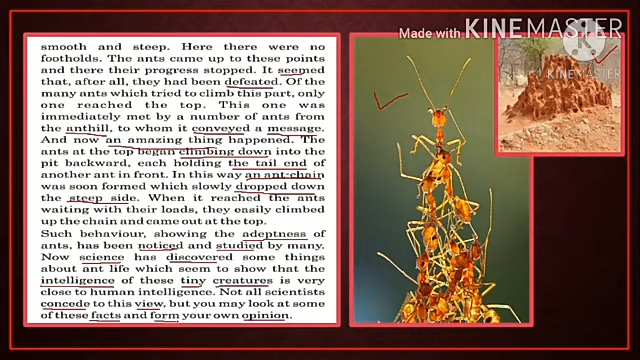 smooth and steep. Here there were no
footholds. The ants came up to these points
and there their progress stopped. It seemed
that, after all, they had been defeated. Of the
many ants which tried to climb this part, only
one reached the top. This one was
immediately met by a number of ants from
the anthill, to whom it conveyed a message.
And now an amazing thing happened. The
ants at the top began climbing down into the
pit backward, each holding the tail end of
another ant in front. In this way an ant-chain
was soon formed which slowly dropped down
the steep side. When it reached the ants
waiting with their loads, they easily climbed
up the chain and came out at the top.
Such behaviour, showing the adeptness of
ants, has been noticed and studied by many.
Now science has discovered some things
about ant life which seem to show that the
intelligence of these tiny creatures is very
close to human intelligence. Not all scientists
concede to this view, but you may look at some
of these facts and form your own opinion.
Made with KINEMASTER
KINEMASTER